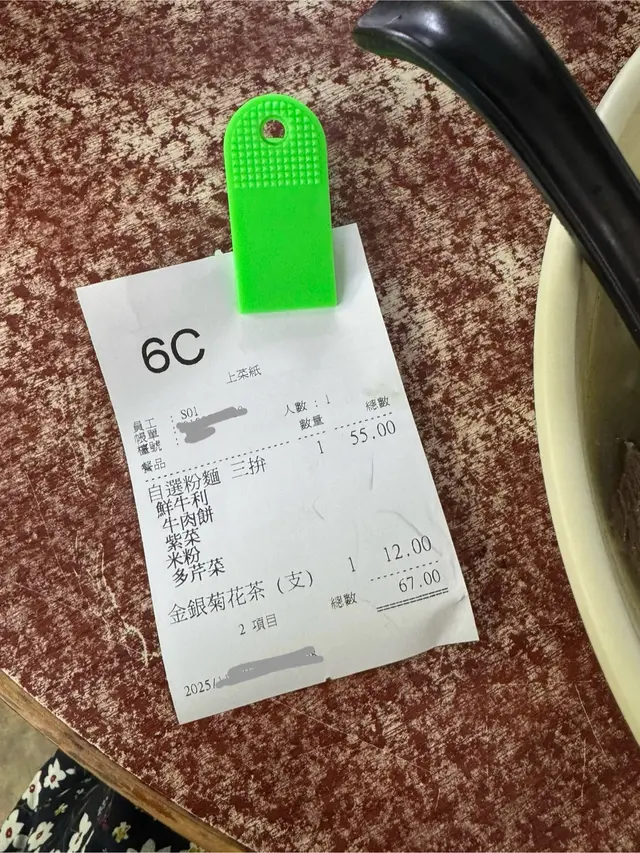 6C
上菜紙
員工 : S01
帳單 :
檯號 : 人數 : 1
餐品 數量 總數
自選粉麵 三拚 1 55.00
鮮牛利
牛肉餅
紫菜
米粉
多芹菜
金銀菊花茶 (支) 1 12.00
總數 67.00
2 項目
2025/